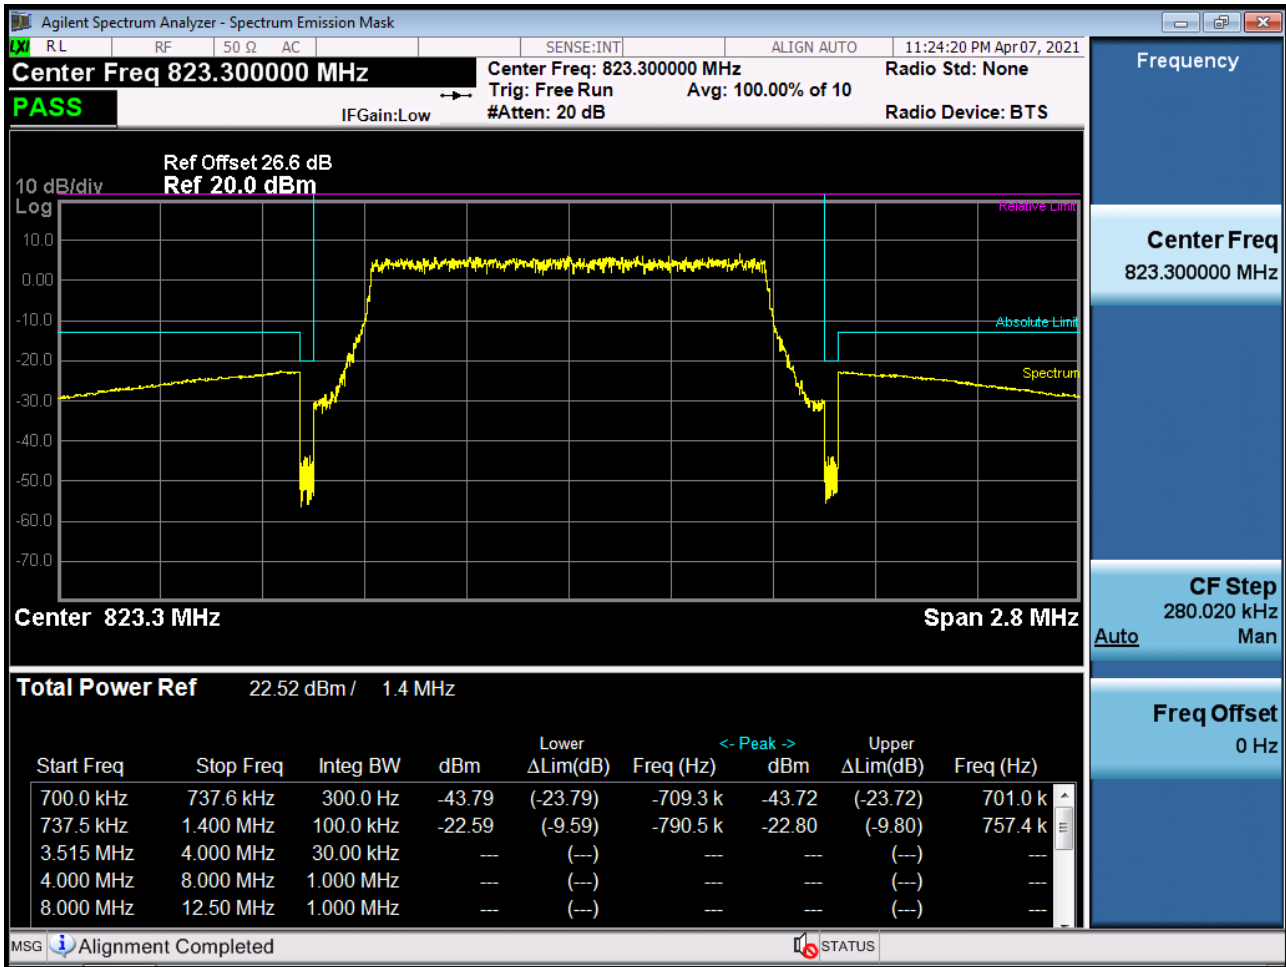 Agilent Spectrum Analyzer - Spectrum Emission Mask
LXI RL RF 50 Ω AC SENSE:INT ALIGN AUTO 11:24:20 PM Apr 07, 2021
Center Freq 823.300000 MHz
Center Freq: 823.300000 MHz Radio Std: None
Trig: Free Run Avg: 100.00% of 10
PASS IFGain:Low #Atten: 20 dB Radio Device: BTS
Ref Offset 26.6 dB
10 dB/div Ref 20.0 dBm
Log
Relative Limit
10.0
0.00
-10.0
Absolute Limit
-20.0
Spectrum
-30.0
-40.0
-50.0
-60.0
-70.0
Center 823.3 MHz Span 2.8 MHz
Total Power Ref 22.52 dBm / 1.4 MHz
Lower <- Peak -> Upper
Start Freq Stop Freq Integ BW dBm ΔLim(dB) Freq (Hz) dBm ΔLim(dB) Freq (Hz)
700.0 kHz 737.6 kHz 300.0 Hz -43.79 (-23.79) -709.3 k -43.72 (-23.72) 701.0 k
737.5 kHz 1.400 MHz 100.0 kHz -22.59 (-9.59) -790.5 k -22.80 (-9.80) 757.4 k
3.515 MHz 4.000 MHz 30.00 kHz --- (---) --- --- (---) ---
4.000 MHz 8.000 MHz 1.000 MHz --- (---) --- --- (---) ---
8.000 MHz 12.50 MHz 1.000 MHz --- (---) --- --- (---) ---
MSG Alignment Completed STATUS
Frequency
Center Freq
823.300000 MHz
CF Step
280.020 kHz
Auto Man
Freq Offset
0 Hz